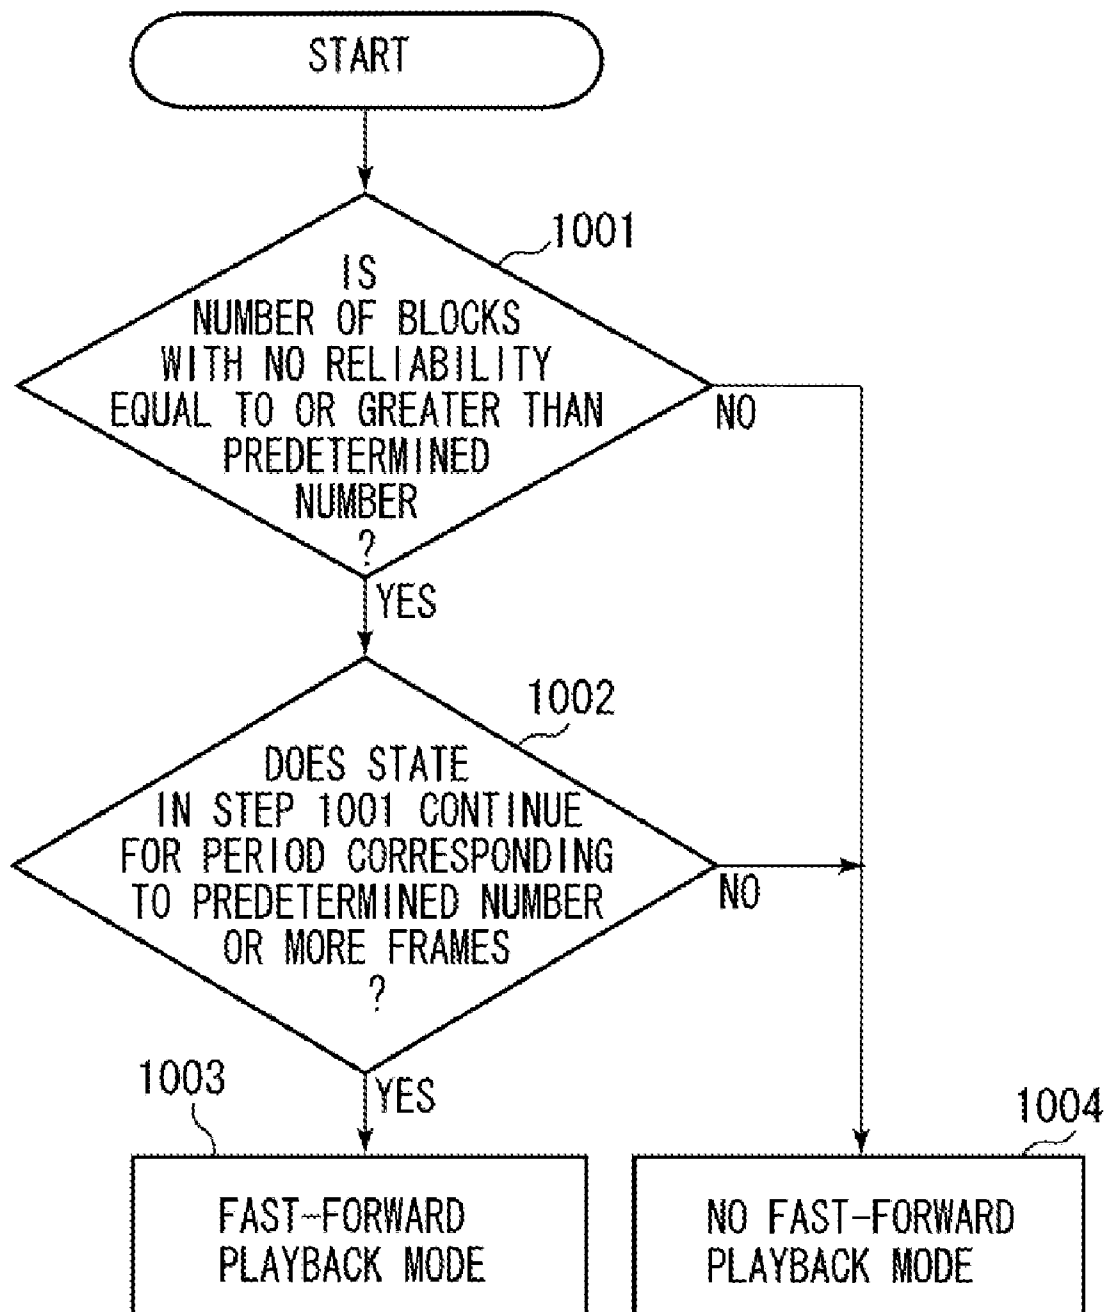 START
1001
IS
NUMBER OF BLOCKS
WITH NO RELIABILITY
EQUAL TO OR GREATER THAN
PREDETERMINED
NUMBER
?
NO
YES
1002
DOES STATE
IN STEP 1001 CONTINUE
FOR PERIOD CORRESPONDING
TO PREDETERMINED NUMBER
OR MORE FRAMES
?
NO
YES
1003
FAST-FORWARD
PLAYBACK MODE
1004
NO FAST-FORWARD
PLAYBACK MODE